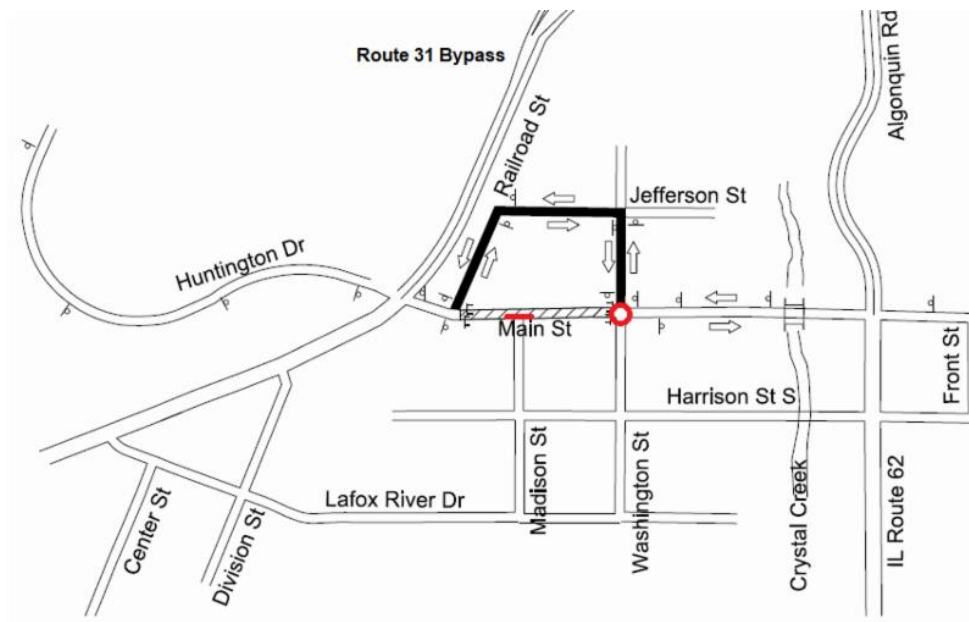 Route 31 Bypass
Algonquin Rd
Railroad St
Jefferson St
Huntington Dr
Main St
Front St
Harrison St S
Madison St
Washington St
Crystal Creek
IL Route 62
Lafox River Dr
Center St
Division St